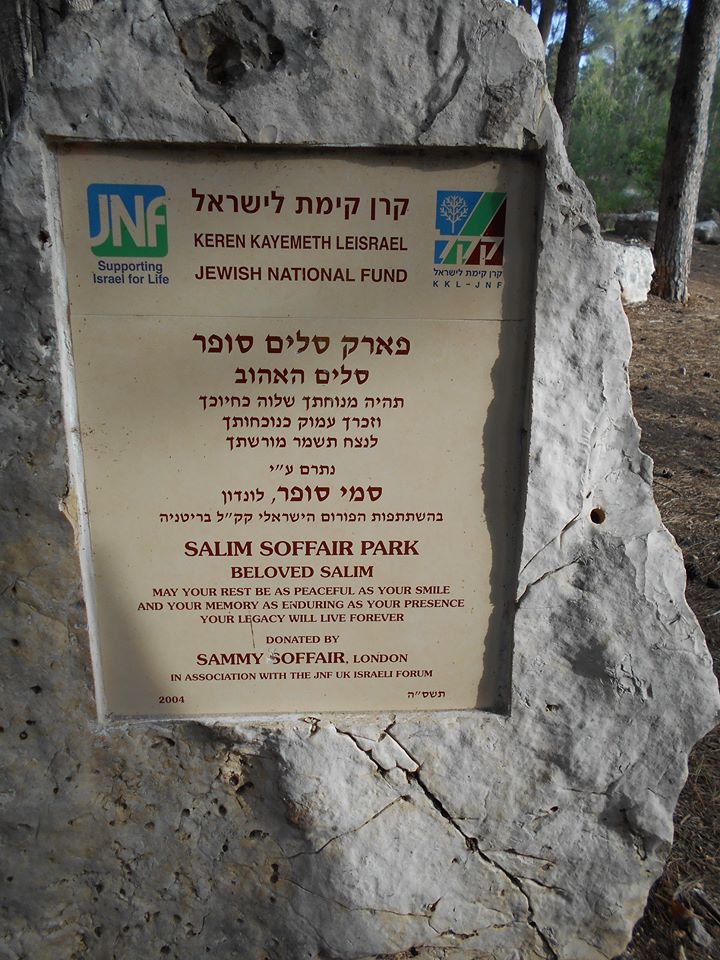 JNF
Supporting
Israel for Life
קרן קימת לישראל
KEREN KAYEMETH LEISRAEL
JEWISH NATIONAL FUND
קקל
קרן קימת לישראל
KKL-JNF
פארק סלים סופר
סלים האהוב
תהיה מנוחתך שלוה כחיוכך
וזכרך עמוק כנוכחותך
לנצח תשמר מורשתך
נתרם ע״י
סמי סופר, לונדון
בהשתתפות הפורום הישראלי קק״ל בריטניה
SALIM SOFFAIR PARK
BELOVED SALIM
MAY YOUR REST BE AS PEACEFUL AS YOUR SMILE
AND YOUR MEMORY AS ENDURING AS YOUR PRESENCE
YOUR LEGACY WILL LIVE FOREVER
DONATED BY
SAMMY SOFFAIR, LONDON
IN ASSOCIATION WITH THE JNF UK ISRAELI FORUM
2004
תשס״ה